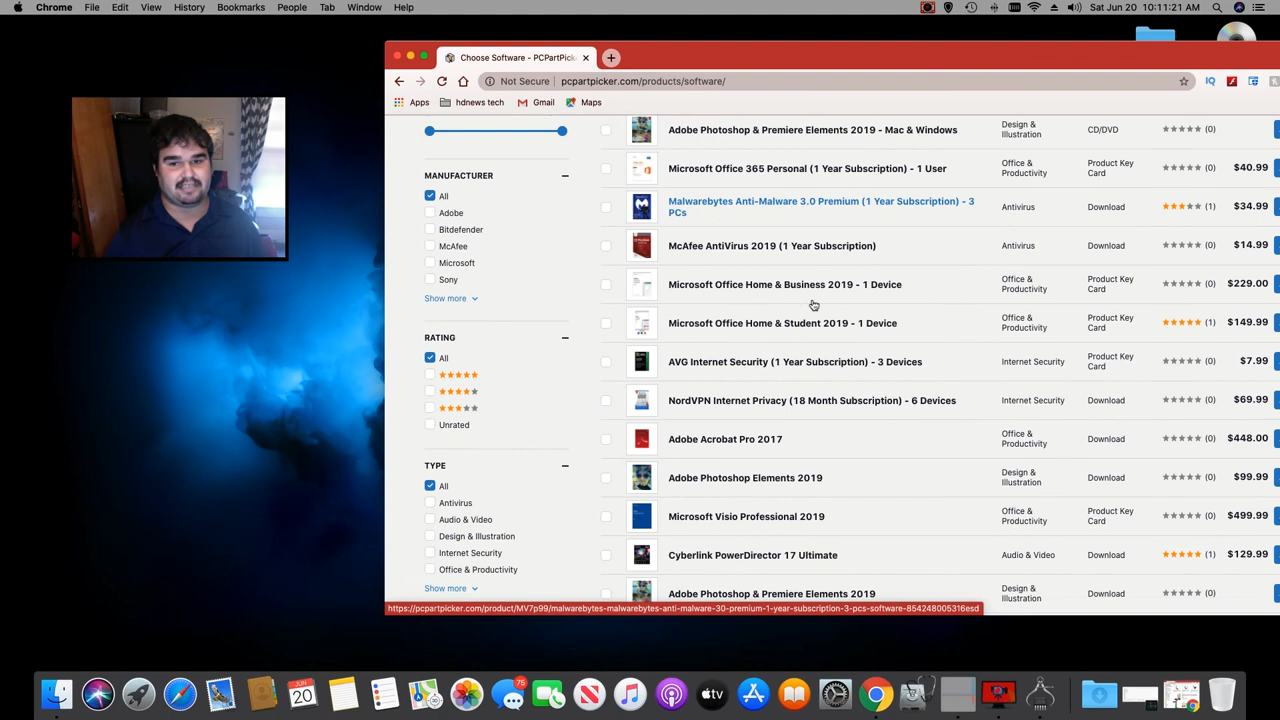 Chrome File Edit View History Bookmarks People Tab Window Help Sat Jun 20 10:11:21 AM
Choose Software - PCPartPick
Not Secure pcpartpicker.com/products/software/
Apps hdnews tech Gmail Maps
MANUFACTURER
All
Adobe
Bitdefender
McAfee
Microsoft
Sony
Show more
RATING
All
Unrated
TYPE
All
Antivirus
Audio & Video
Design & Illustration
Internet Security
Office & Productivity
Show more
Adobe Photoshop & Premiere Elements 2019 - Mac & Windows Design & CD/DVD (0)
Illustration
Microsoft Office 365 Personal (1 Year Subscription) - 1 User Office & Product Key (0) $40.99
Productivity Card
Malwarebytes Anti-Malware 3.0 Premium (1 Year Subscription) - 3 Antivirus Download (1) $34.99
PCs
McAfee AntiVirus 2019 (1 Year Subscription) Antivirus Download (0) $14.99
Microsoft Office Home & Business 2019 - 1 Device Office & Product Key (0) $229.00
Productivity Card
Microsoft Office Home & Student 2019 - 1 Device Office & Product Key (1) $149.99
Productivity Card
AVG Internet Security (1 Year Subscription) - 3 Devices Internet Security Product Key (0) $7.99
Card
NordVPN Internet Privacy (18 Month Subscription) - 6 Devices Internet Security Download (0) $69.99
Adobe Acrobat Pro 2017 Office & Download (0) $448.00
Productivity
Adobe Photoshop Elements 2019 Design & Download (0) $99.99
Illustration
Microsoft Visio Professional 2019 Office & Product Key (0) $499.99
Productivity Card
Cyberlink PowerDirector 17 Ultimate Audio & Video Download (1) $129.99
Adobe Photoshop & Premiere Elements 2019 Design & Download (0)
Illustration
https://pcpartpicker.com/product/MV7p99/malwarebytes-malwarebytes-anti-malware-30-premium-1-year-subscription-3-pcs-software-854248005316esd
JUN
20
75
tv